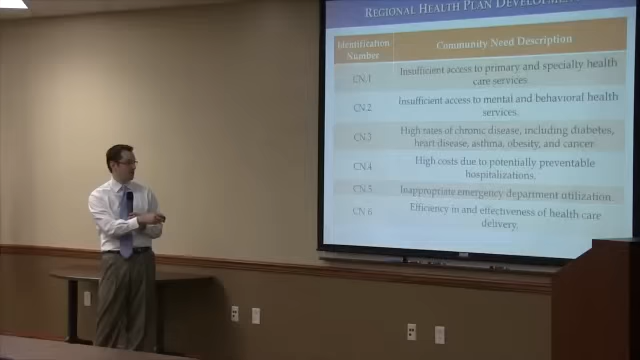 REGIONAL HEALTH PLAN DEVELOPMENT
Identification
Number
Community Need Description
CN.1
Insufficient access to primary and specialty health
care services.
CN.2
Insufficient access to mental and behavioral health
services.
CN.3
High rates of chronic disease, including diabetes,
heart disease, asthma, obesity, and cancer
CN.4
High costs due to potentially preventable
hospitalizations.
CN.5
Inappropriate emergency department utilization.
CN.6
Efficiency in and effectiveness of health care
delivery.